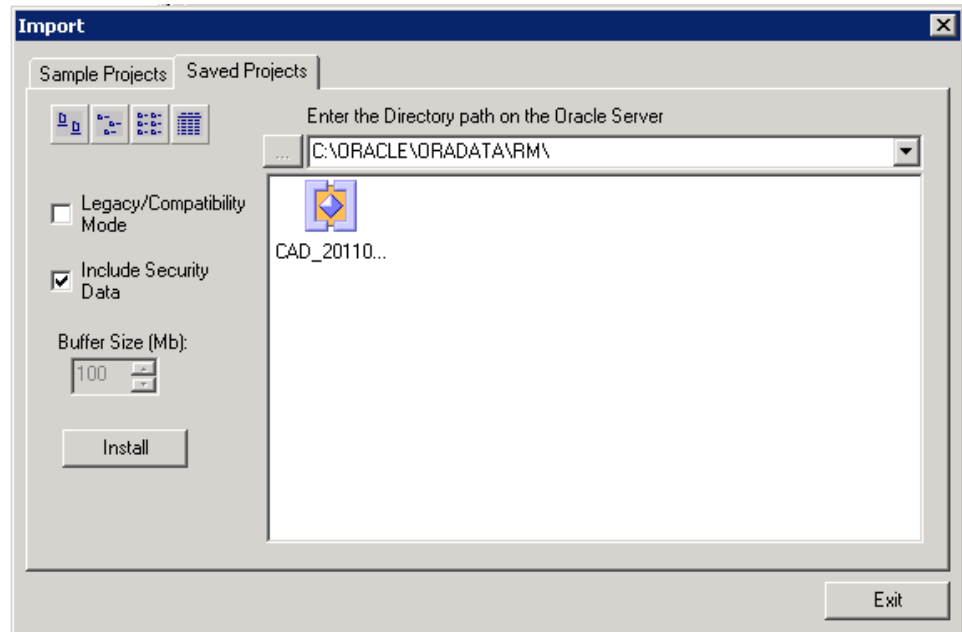 Import
Sample Projects Saved Projects
Enter the Directory path on the Oracle Server
... C:\ORACLE\ORADATA\RM\
Legacy/Compatibility
Mode
CAD_20110...
Include Security
Data
Buffer Size (Mb):
100
Install
Exit